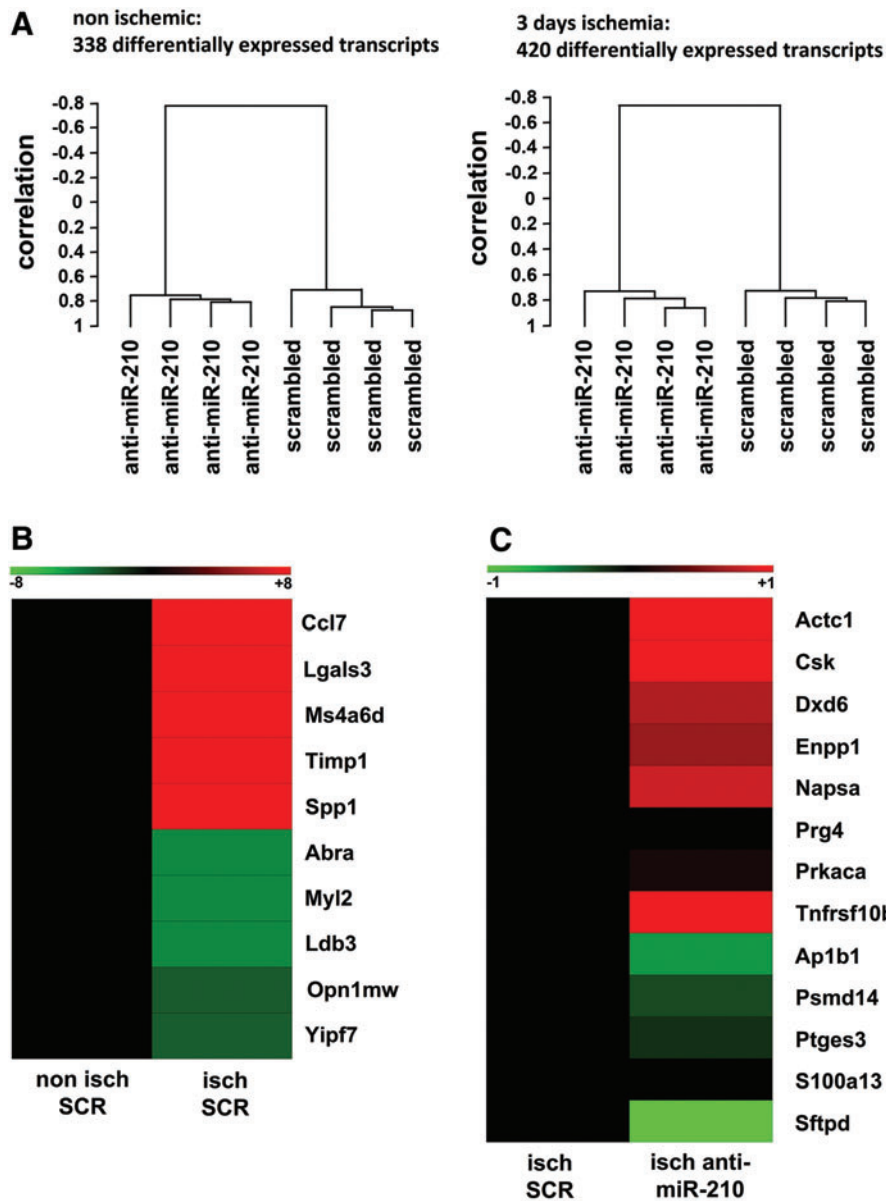 A
non ischemic:
338 differentially expressed transcripts
3 days ischemia:
420 differentially expressed transcripts
correlation
-0.8
-0.6
-0.4
-0.2
0
0.2
0.4
0.6
0.8
1
anti-miR-210
anti-miR-210
anti-miR-210
anti-miR-210
scrambled
scrambled
scrambled
scrambled
correlation
-0.8
-0.6
-0.4
-0.2
0
0.2
0.4
0.6
0.8
1
anti-miR-210
anti-miR-210
anti-miR-210
anti-miR-210
scrambled
scrambled
scrambled
scrambled
B
-8 +8
Ccl7
Lgals3
Ms4a6d
Timp1
Spp1
Abra
Myl2
Ldb3
Opn1mw
Yipf7
non isch
SCR
isch
SCR
C
-1 +1
Actc1
Csk
Dxd6
Enpp1
Napsa
Prg4
Prkaca
Tnfrsf10b
Ap1b1
Psmd14
Ptges3
S100a13
Sftpd
isch
SCR
isch anti-
miR-210